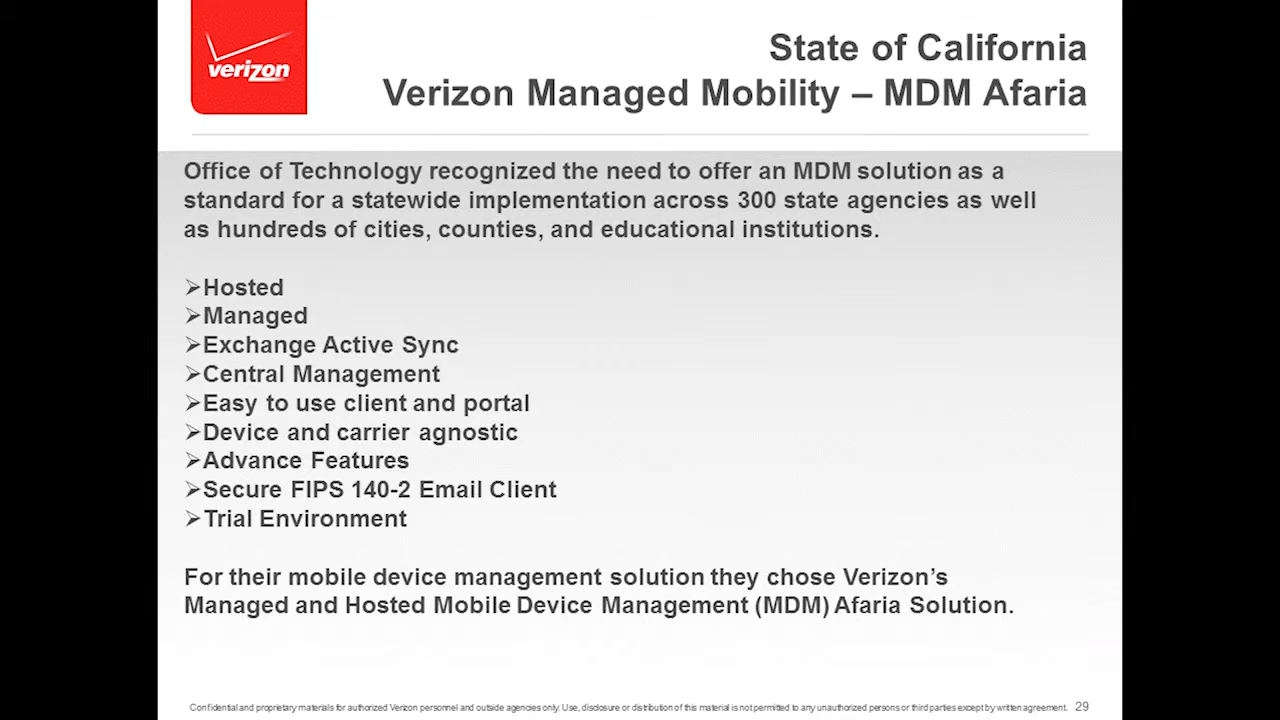 verizon
State of California
Verizon Managed Mobility – MDM Afaria
Office of Technology recognized the need to offer an MDM solution as a
standard for a statewide implementation across 300 state agencies as well
as hundreds of cities, counties, and educational institutions.
➢Hosted
➢Managed
➢Exchange Active Sync
➢Central Management
➢Easy to use client and portal
➢Device and carrier agnostic
➢Advance Features
➢Secure FIPS 140-2 Email Client
➢Trial Environment
For their mobile device management solution they chose Verizon’s
Managed and Hosted Mobile Device Management (MDM) Afaria Solution.
Confidential and proprietary materials for authorized Verizon personnel and outside agencies only. Use, disclosure or distribution of this material is not permitted to any unauthorized persons or third parties except by written agreement. 29